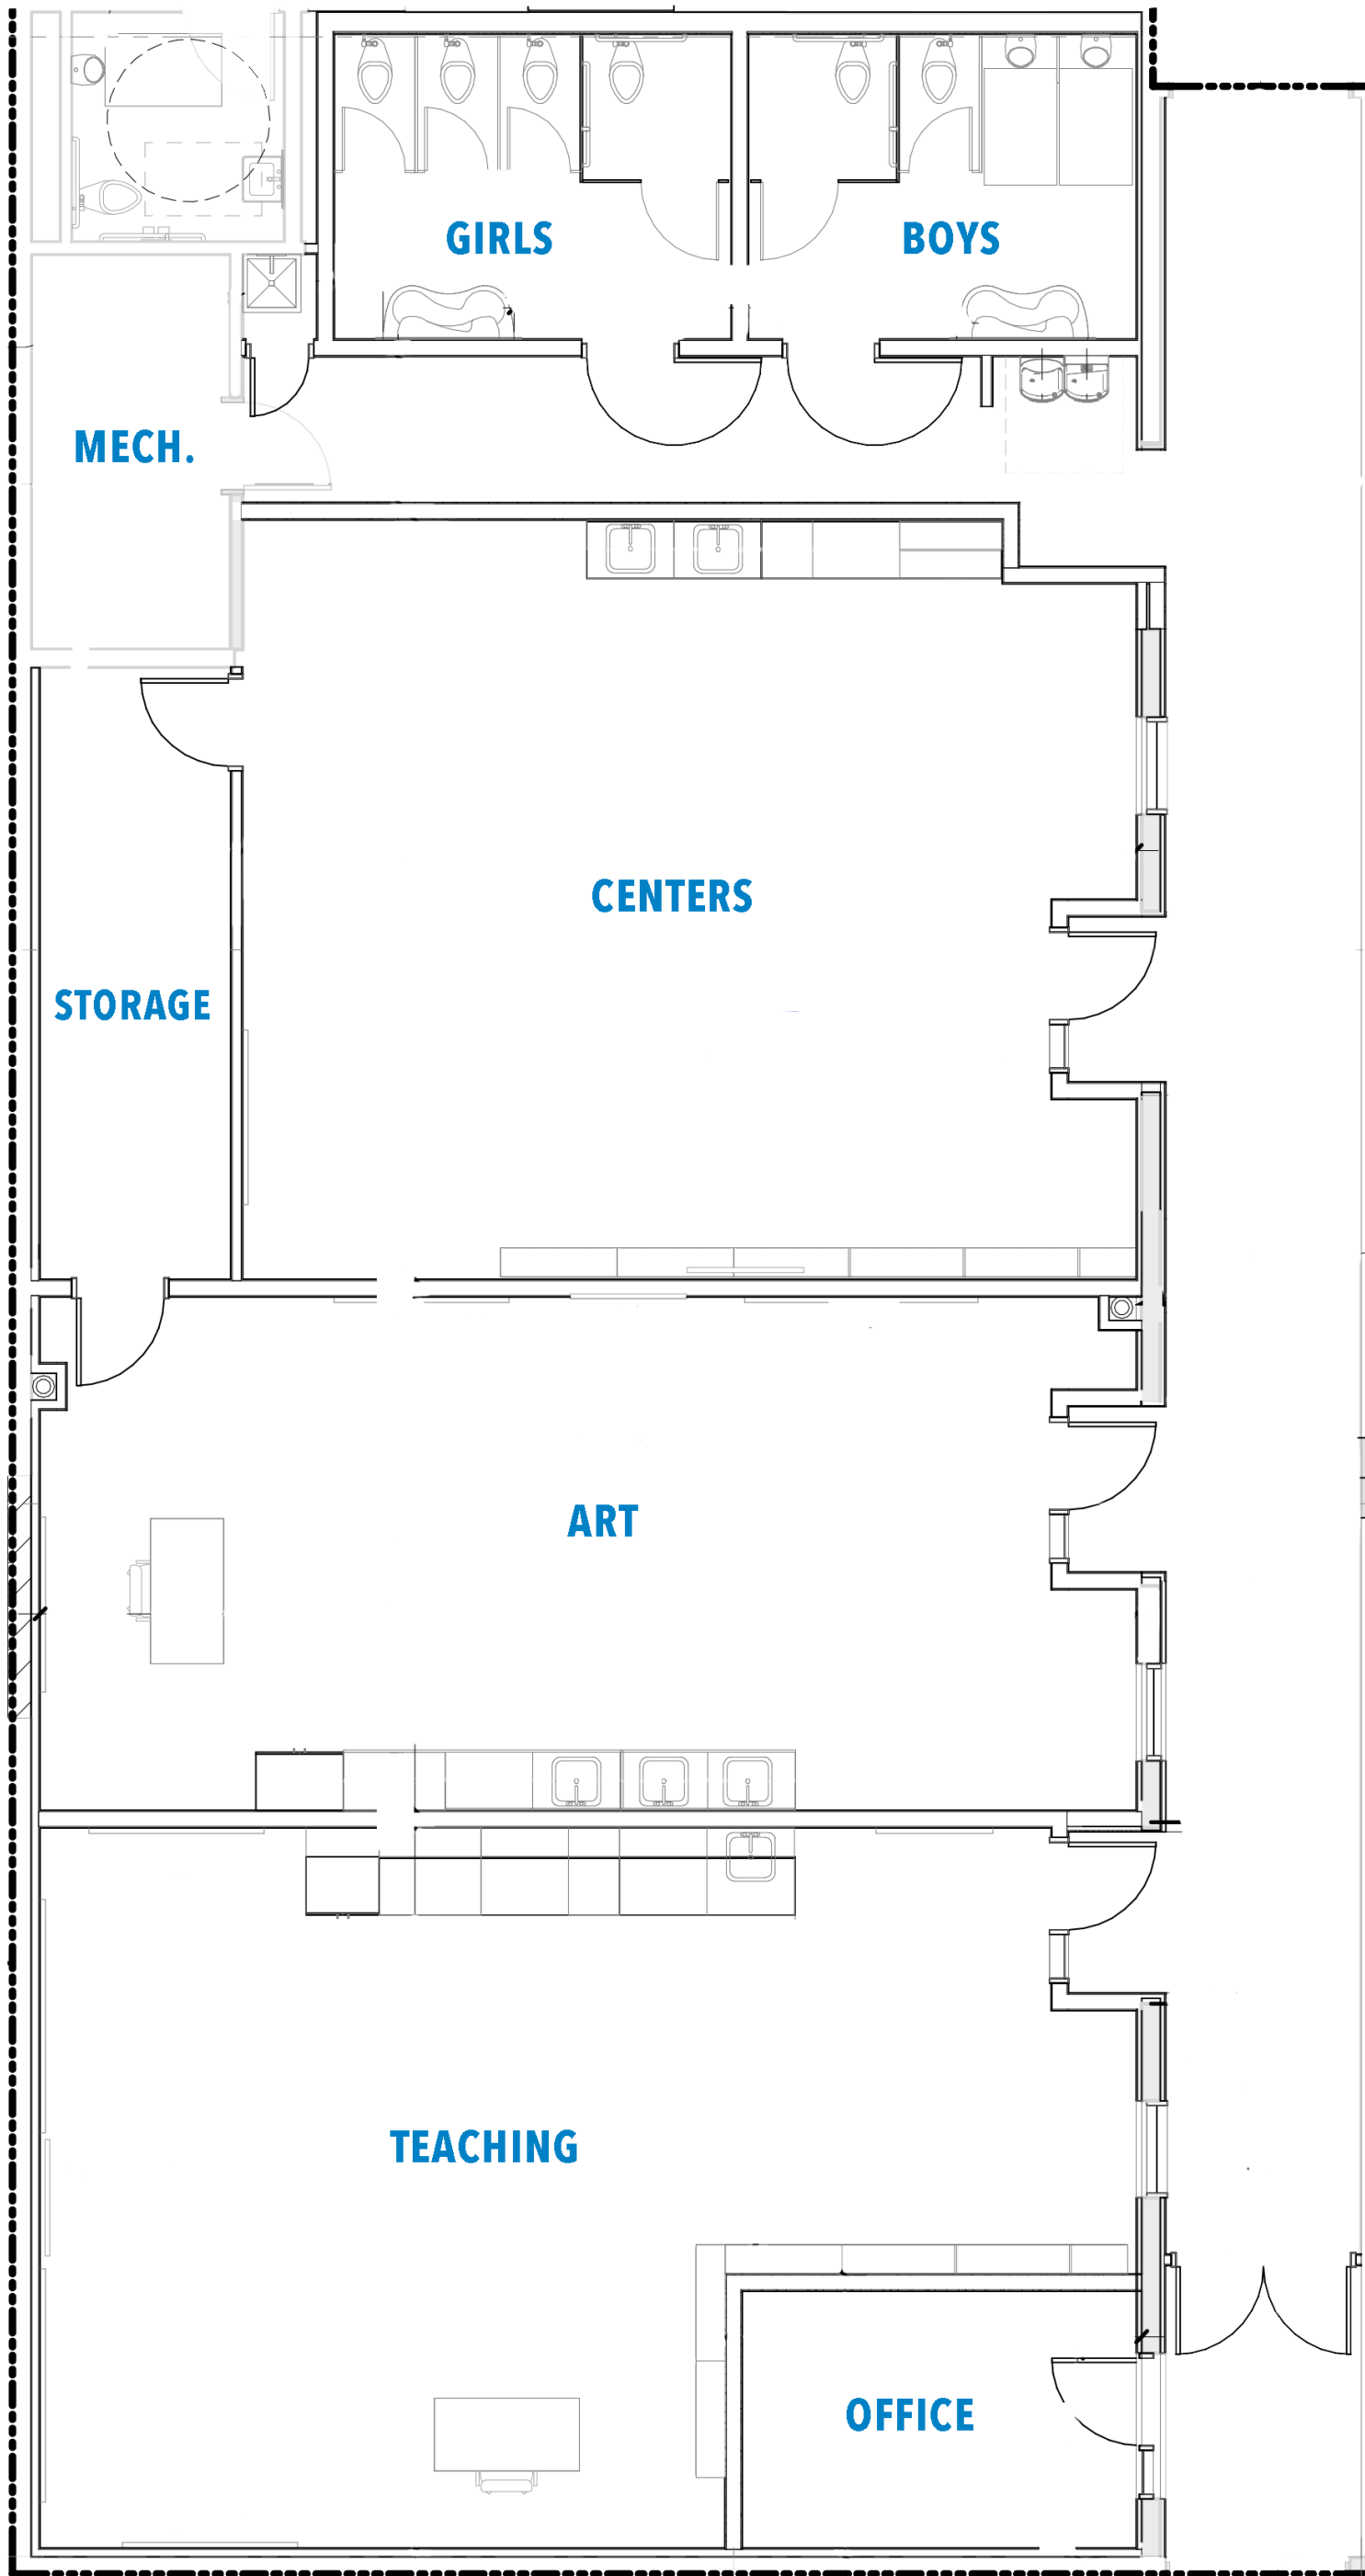 GIRLS
BOYS
MECH.
CENTERS
STORAGE
ART
TEACHING
OFFICE